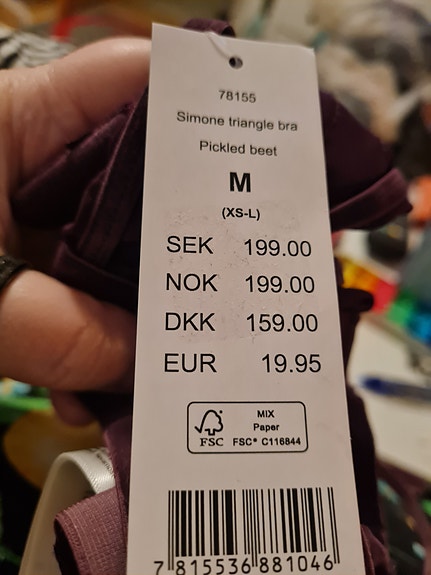 78155
Simone triangle bra
Pickled beet
M
(XS-L)
SEK 199.00
NOK 199.00
DKK 159.00
EUR 19.95
MIX
Paper
FSC FSC® C116844
7 815536 881046